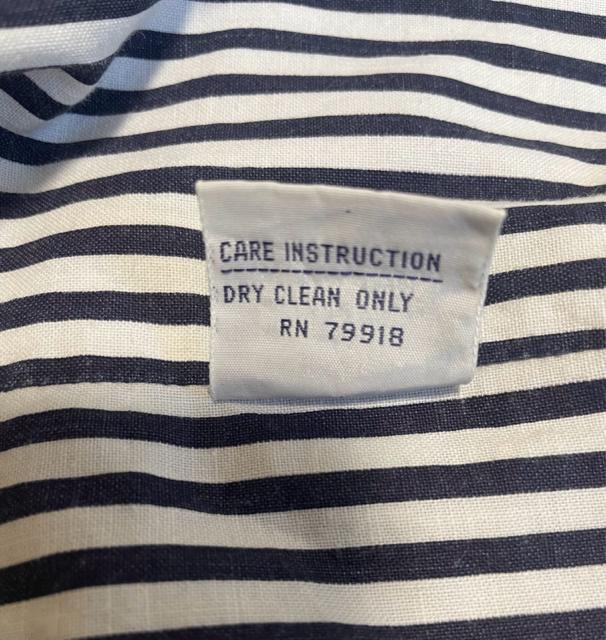 CARE INSTRUCTION
DRY CLEAN ONLY
RN 79918